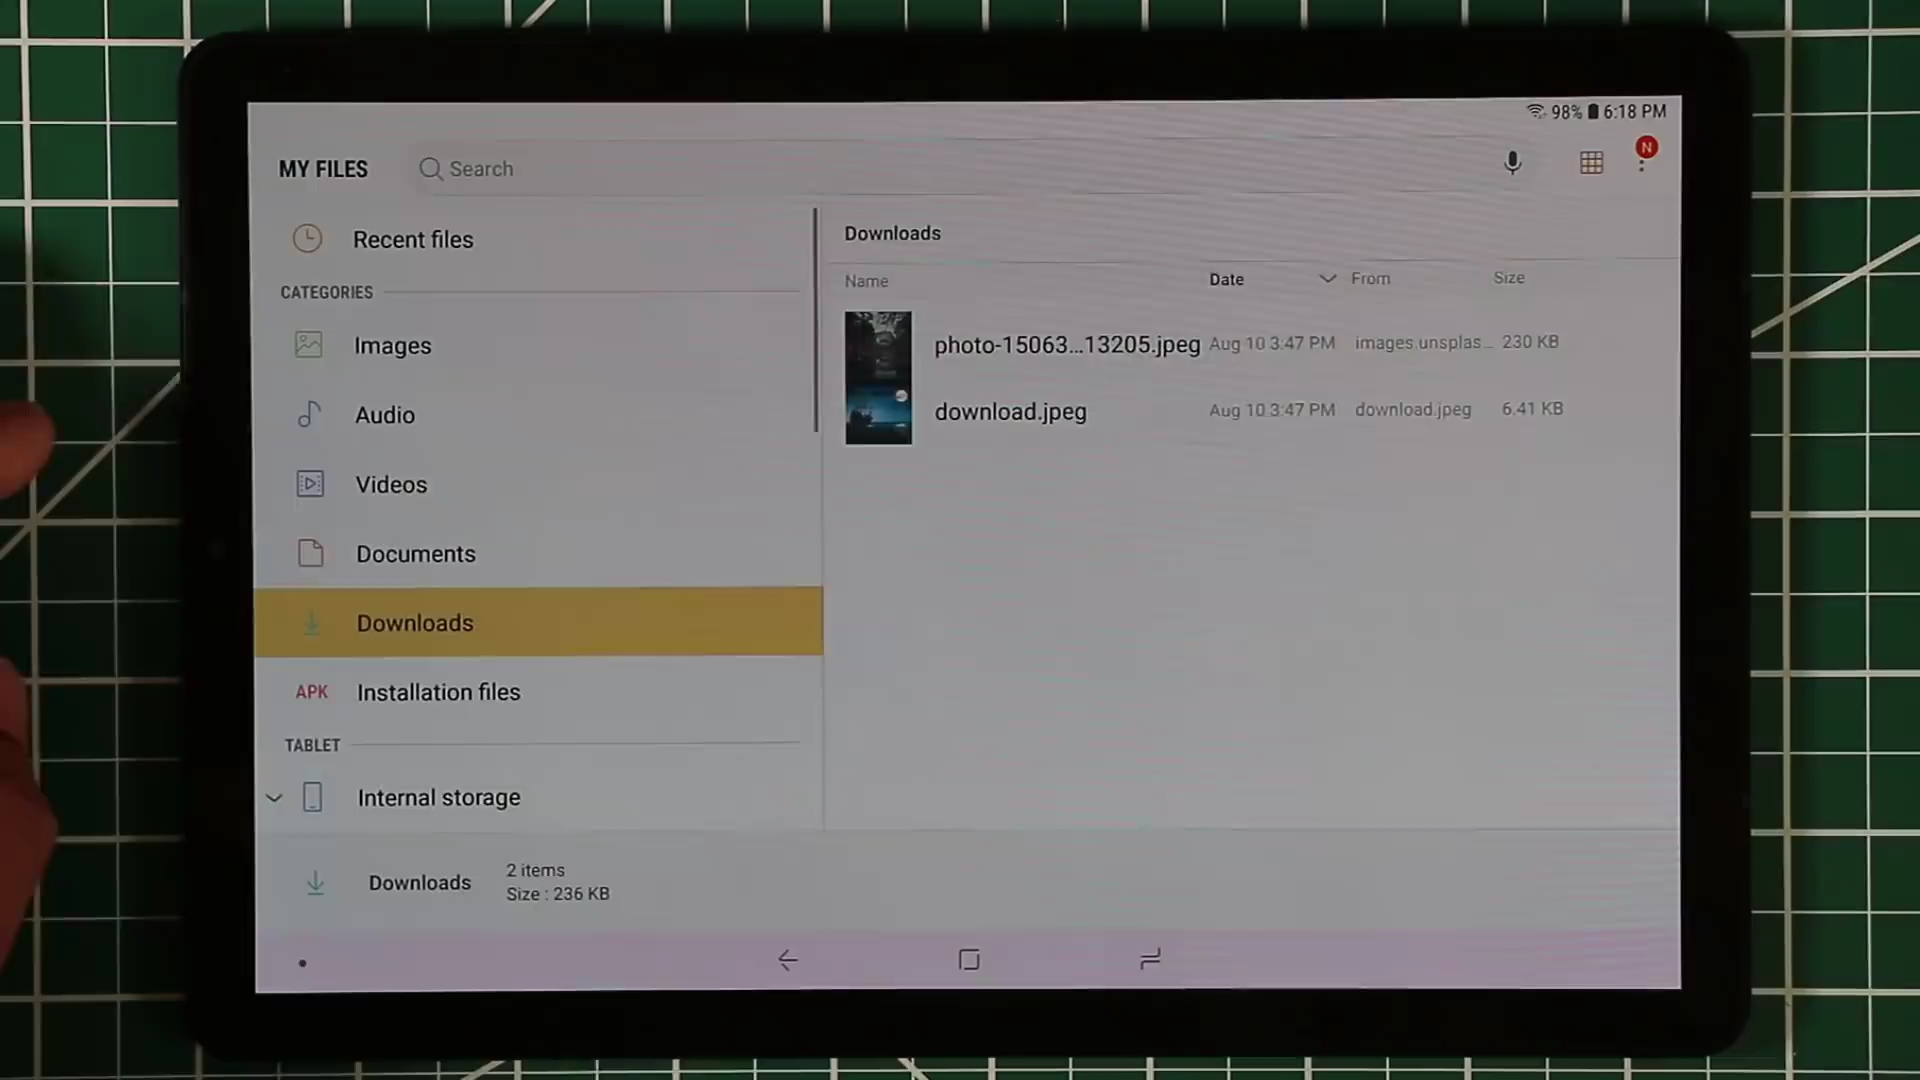 98% 6:18 PM
MY FILES Search
N
Recent files
CATEGORIES
Images
Audio
Videos
Documents
Downloads
APK Installation files
TABLET
Internal storage
Downloads
Name Date From Size
photo-15063...13205.jpeg Aug 10 3:47 PM images.unsplas... 230 KB
download.jpeg Aug 10 3:47 PM download.jpeg 6.41 KB
Downloads 2 items
Size : 236 KB